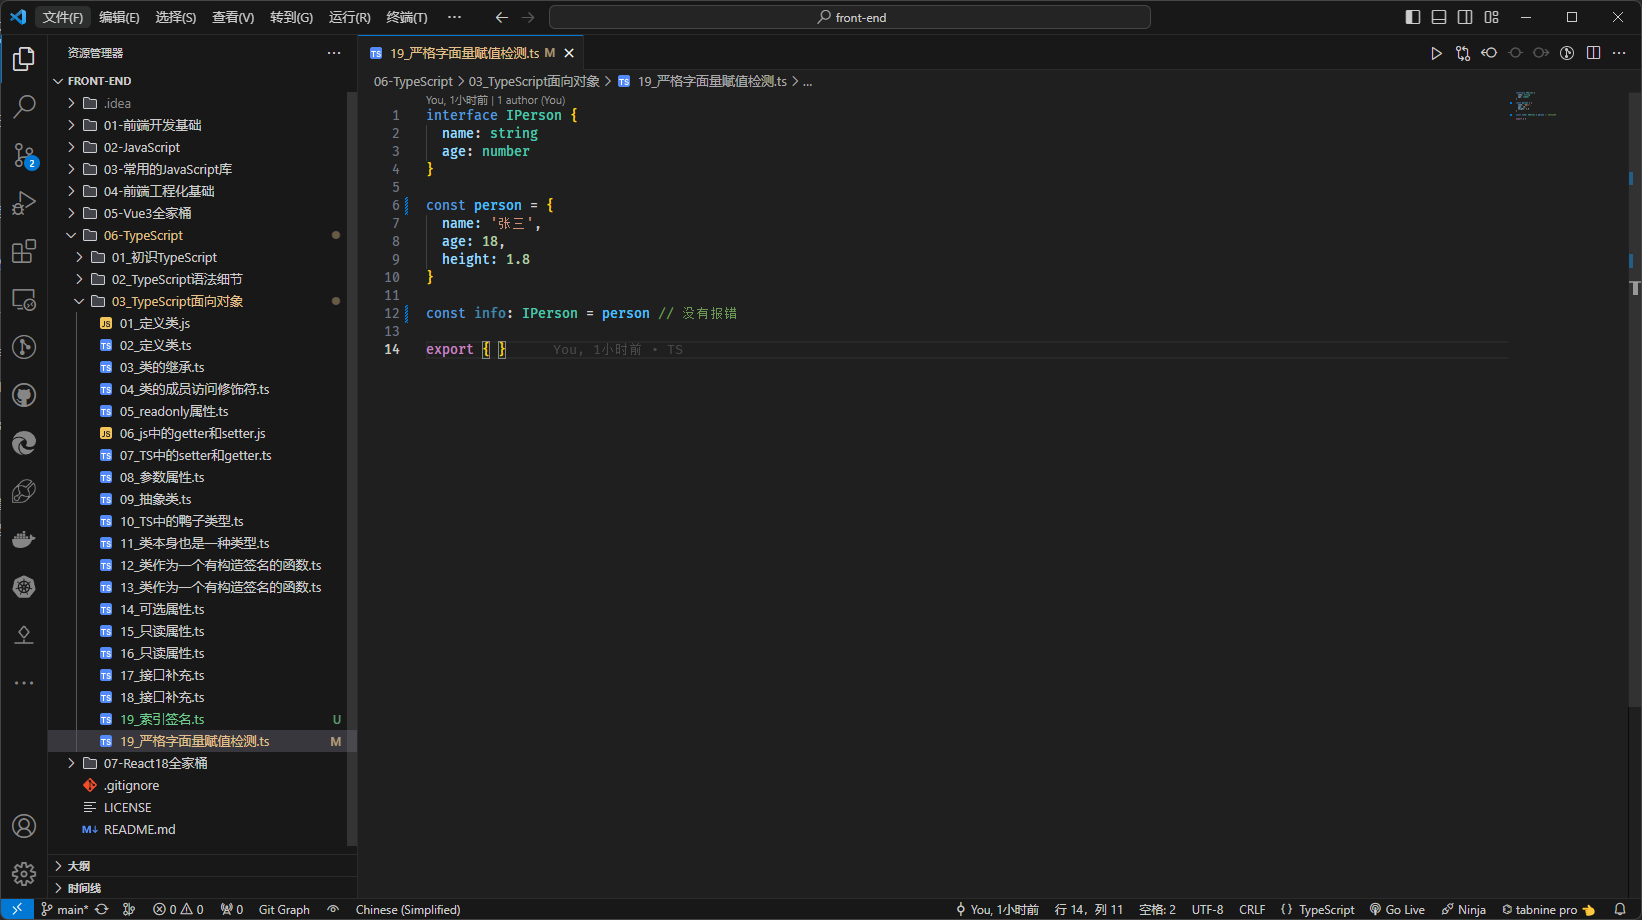 文件(F) 编辑(E) 选择(S) 查看(V) 转到(G) 运行(R) 终端(T) ··· front-end
资源管理器
FRONT-END
.idea
01-前端开发基础
02-JavaScript
03-常用的JavaScript库
04-前端工程化基础
05-Vue3全家桶
06-TypeScript
01_初识TypeScript
02_TypeScript语法细节
03_TypeScript面向对象
JS 01_定义类.js
TS 02_定义类.ts
TS 03_类的继承.ts
TS 04_类的成员访问修饰符.ts
TS 05_readonly属性.ts
JS 06_js中的getter和setter.js
TS 07_TS中的setter和getter.ts
TS 08_参数属性.ts
TS 09_抽象类.ts
TS 10_TS中的鸭子类型.ts
TS 11_类本身也是一种类型.ts
TS 12_类作为一个有构造签名的函数.ts
TS 13_类作为一个有构造签名的函数.ts
TS 14_可选属性.ts
TS 15_只读属性.ts
TS 16_只读属性.ts
TS 17_接口补充.ts
TS 18_接口补充.ts
TS 19_索引签名.ts U
TS 19_严格字面量赋值检测.ts M
07-React18全家桶
.gitignore
LICENSE
M↓ README.md
大纲
时间线
2
TS 19_严格字面量赋值检测.ts M
06-TypeScript > 03_TypeScript面向对象 > TS 19_严格字面量赋值检测.ts > ...
You, 1小时前 | 1 author (You)
1 interface IPerson {
2 name: string
3 age: number
4 }
5
6 const person = {
7 name: '张三',
8 age: 18,
9 height: 1.8
10 }
11
12 const info: IPerson = person // 没有报错
13
14 export { } You, 1小时前 • TS
main* 0 0 0 Git Graph Chinese (Simplified) You, 1小时前 行 14, 列 11 空格: 2 UTF-8 CRLF { } TypeScript Go Live Ninja tabnine pro